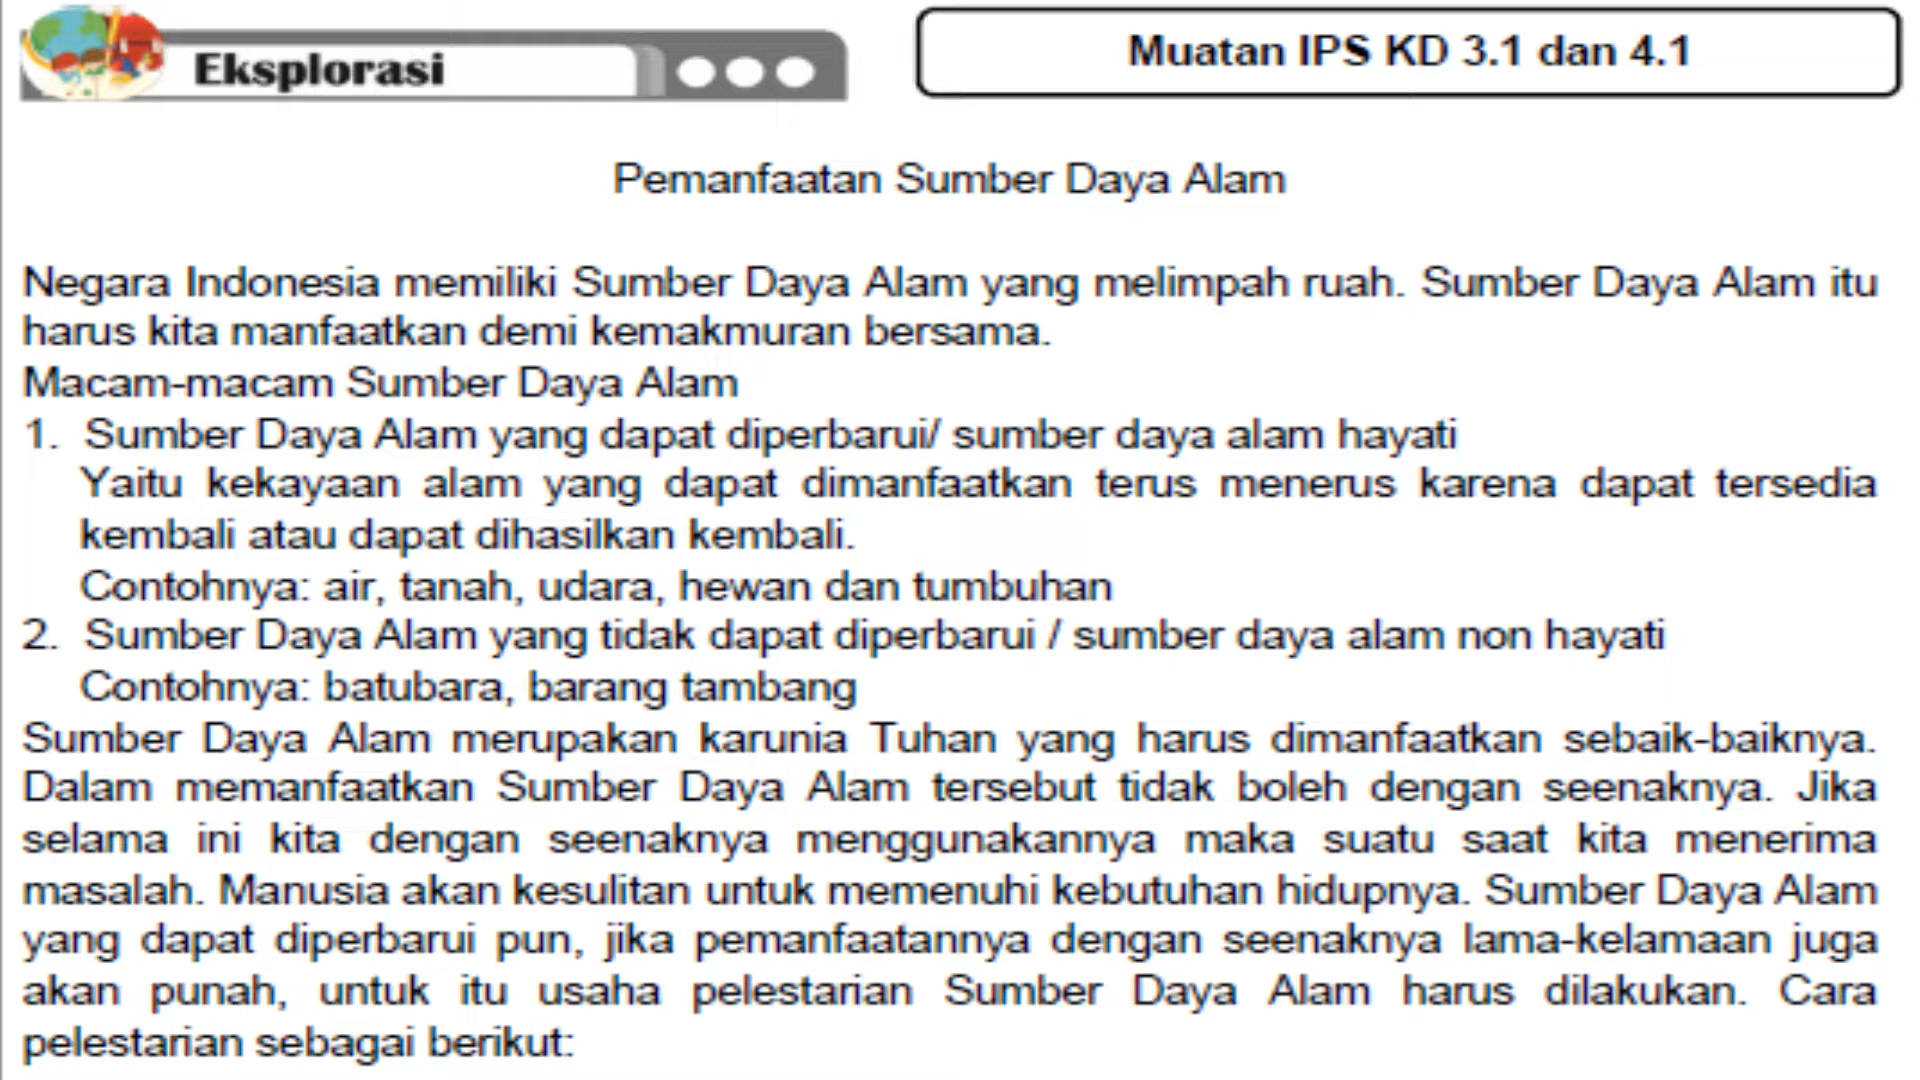 Eksplorasi
Muatan IPS KD 3.1 dan 4.1
Pemanfaatan Sumber Daya Alam
Negara Indonesia memiliki Sumber Daya Alam yang melimpah ruah. Sumber Daya Alam itu
harus kita manfaatkan demi kemakmuran bersama.
Macam-macam Sumber Daya Alam
1. Sumber Daya Alam yang dapat diperbarui/ sumber daya alam hayati
Yaitu kekayaan alam yang dapat dimanfaatkan terus menerus karena dapat tersedia
kembali atau dapat dihasilkan kembali.
Contohnya: air, tanah, udara, hewan dan tumbuhan
2. Sumber Daya Alam yang tidak dapat diperbarui / sumber daya alam non hayati
Contohnya: batubara, barang tambang
Sumber Daya Alam merupakan karunia Tuhan yang harus dimanfaatkan sebaik-baiknya.
Dalam memanfaatkan Sumber Daya Alam tersebut tidak boleh dengan seenaknya. Jika
selama ini kita dengan seenaknya menggunakannya maka suatu saat kita menerima
masalah. Manusia akan kesulitan untuk memenuhi kebutuhan hidupnya. Sumber Daya Alam
yang dapat diperbarui pun, jika pemanfaatannya dengan seenaknya lama-kelamaan juga
akan punah, untuk itu usaha pelestarian Sumber Daya Alam harus dilakukan. Cara
pelestarian sebagai berikut: